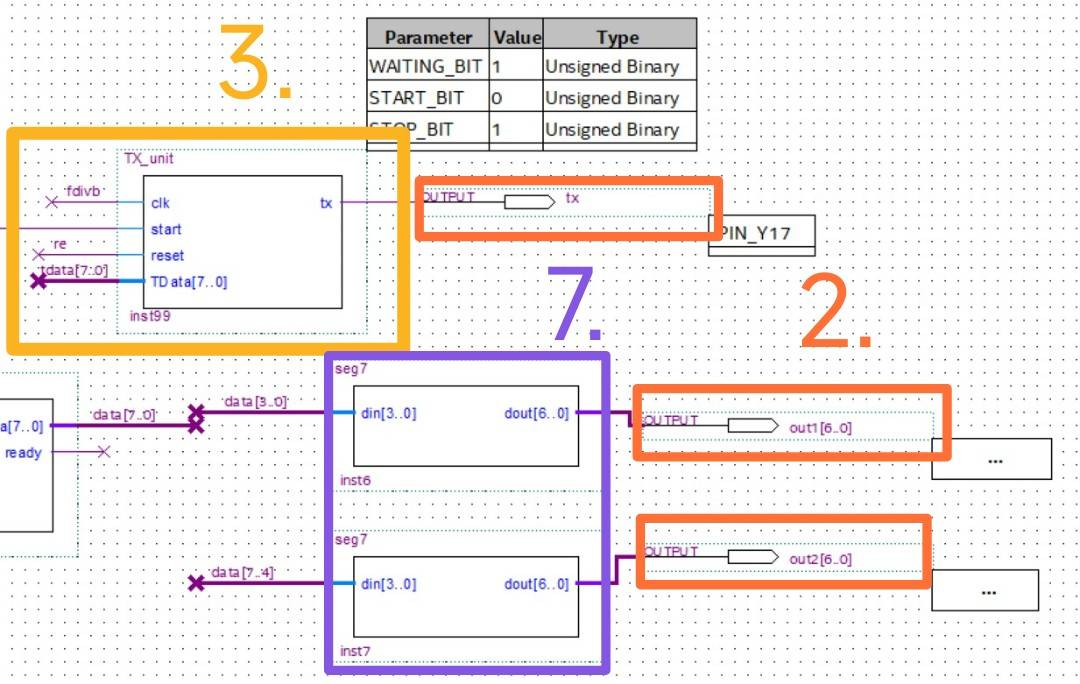 3.
Parameter Value Type
WAITING_BIT 1 Unsigned Binary
START_BIT 0 Unsigned Binary
STOP_BIT 1 Unsigned Binary
TX_unit
fdivb
clk
tx
start
re
reset
tdata[7..0]
TData[7..0]
inst99
OUTPUT
tx
PIN_Y17
7.
2.
seg7
data[3..0]
din[3..0]
dout[6..0]
inst6
OUTPUT
out1[6..0]
...
a[7..0]
data[7..0]
ready
seg7
data[7..4]
din[3..0]
dout[6..0]
inst7
OUTPUT
out2[6..0]
...